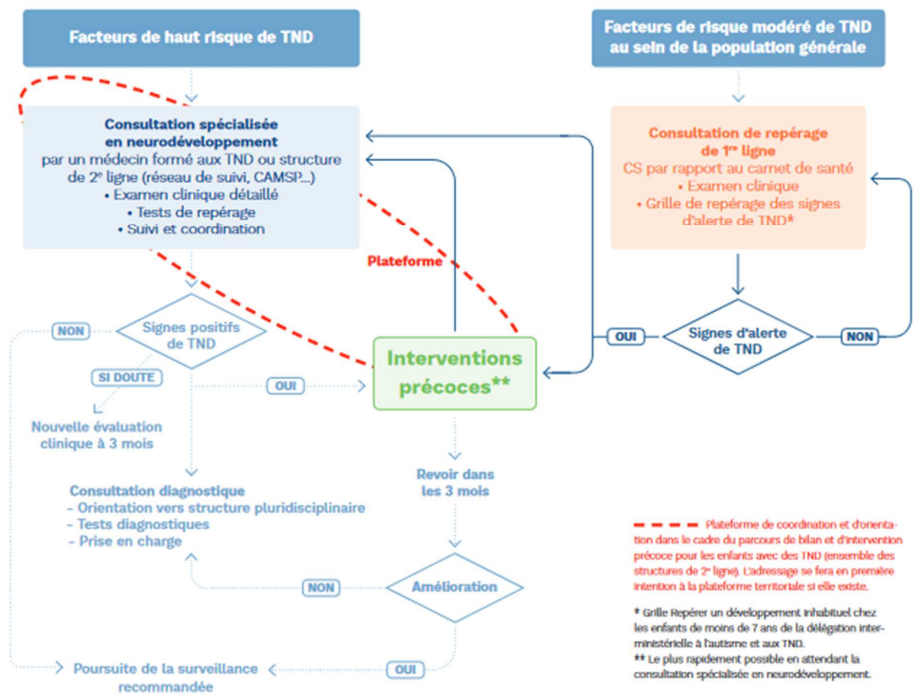 Facteurs de haut risque de TND
Facteurs de risque modéré de TND
au sein de la population générale
Consultation spécialisée
en neurodéveloppement
par un médecin formé aux TND ou structure
de 2e ligne (réseau de suivi, CAMSP...)
• Examen clinique détaillé
• Tests de repérage
• Suivi et coordination
Consultation de repérage
de 1re ligne
CS par rapport au carnet de santé
• Examen clinique
• Grille de repérage des signes
d'alerte de TND*
Plateforme
NON
Signes positifs
de TND
SI DOUTE
OUI
Nouvelle évaluation
clinique à 3 mois
Interventions
précoces**
OUI
Signes d'alerte
de TND
NON
Consultation diagnostique
- Orientation vers structure pluridisciplinaire
- Tests diagnostiques
- Prise en charge
Revoir dans
les 3 mois
NON
Amélioration
OUI
Poursuite de la surveillance
recommandée
Plateforme de coordination et d'orienta-
tion dans le cadre du parcours de bilan et d'intervention
précoce pour les enfants avec des TND (ensemble des
structures de 2e ligne). L'adressage se fera en première
intention à la plateforme territoriale si elle existe.
* Grille Repérer un développement inhabituel chez
les enfants de moins de 7 ans de la délégation inter-
ministérielle à l'autisme et aux TND.
** Le plus rapidement possible en attendant la
consultation spécialisée en neurodéveloppement.